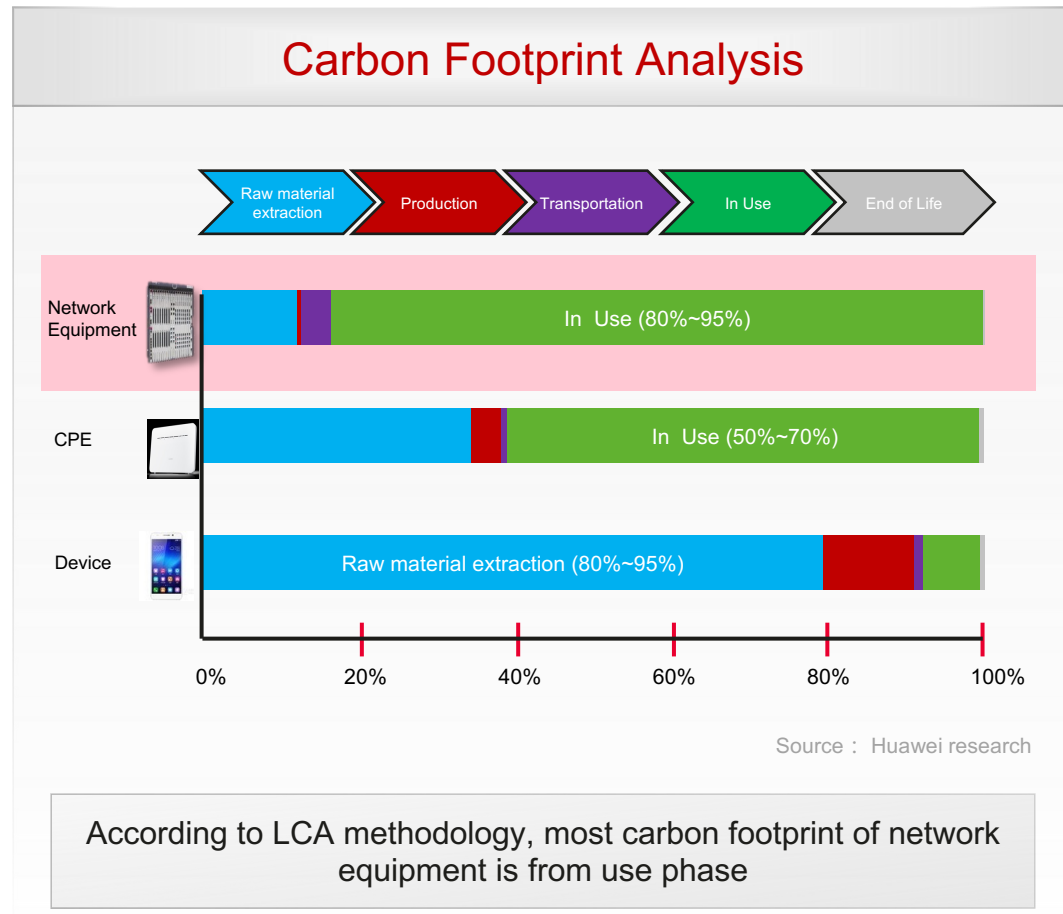 Carbon Footprint Analysis
Raw material
extraction
Production
Transportation
In Use
End of Life
Network
Equipment
In Use (80%~95%)
CPE
In Use (50%~70%)
Device
Raw material extraction (80%~95%)
0%
20%
40%
60%
80%
100%
Source： Huawei research
According to LCA methodology, most carbon footprint of network
equipment is from use phase